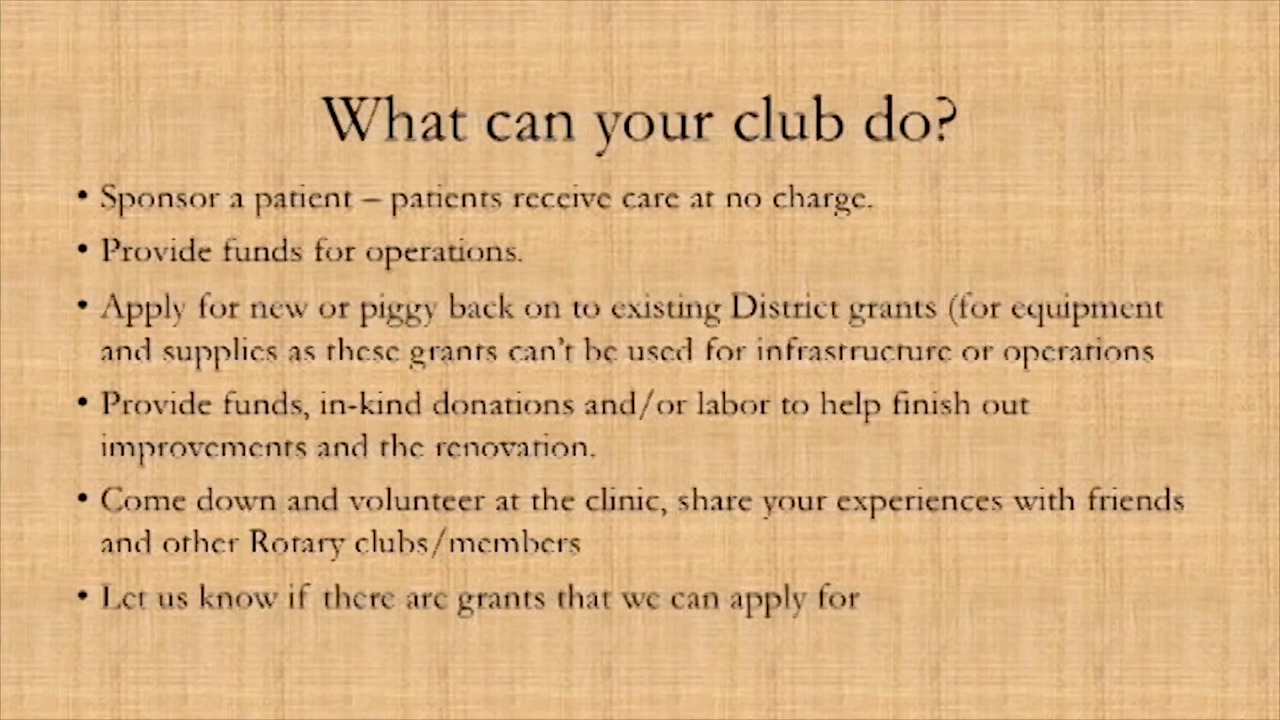 What can your club do?
• Sponsor a patient – patients receive care at no charge.
• Provide funds for operations.
• Apply for new or piggy back on to existing District grants (for equipment
and supplies as these grants can't be used for infrastructure or operations
• Provide funds, in-kind donations and/or labor to help finish out
improvements and the renovation.
• Come down and volunteer at the clinic, share your experiences with friends
and other Rotary clubs/members
• Let us know if there are grants that we can apply for